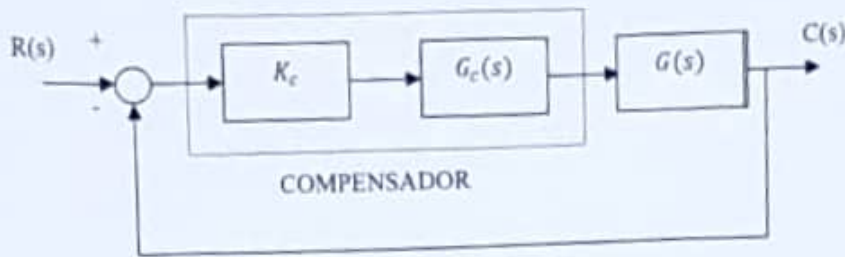 R(s)
+
-
K_c
G_c(s)
G(s)
C(s)
COMPENSADOR